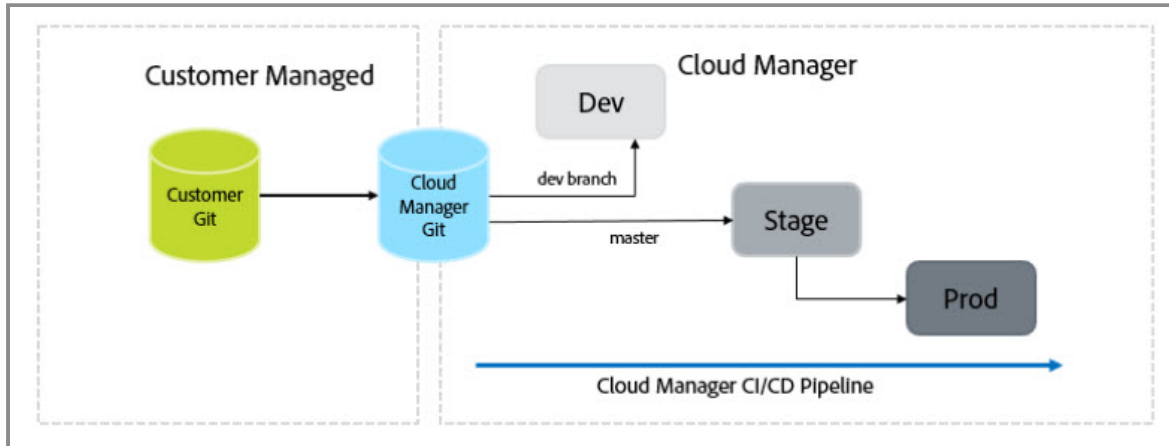 Customer Managed
Cloud Manager
Dev
Customer
Git
Cloud
Manager
Git
dev branch
master
Stage
Prod
Cloud Manager CI/CD Pipeline